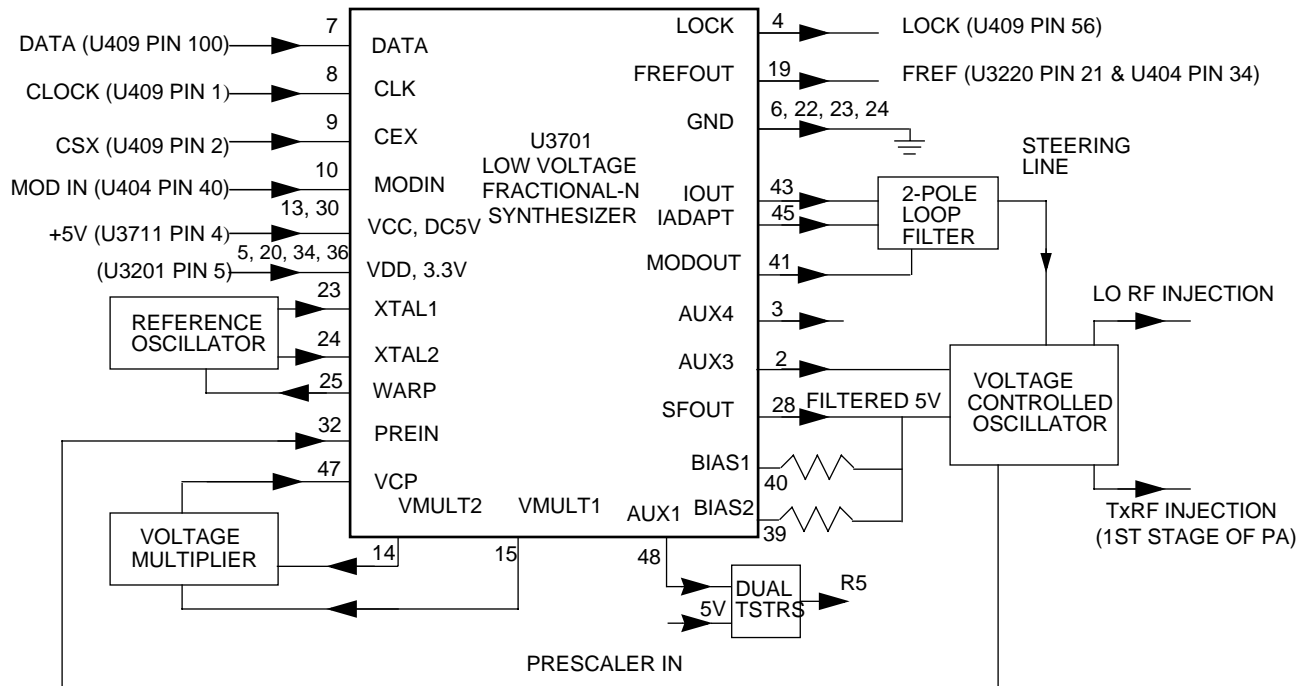 7
DATA (U409 PIN 100)
DATA
8
CLOCK (U409 PIN 1)
CLK
9
CSX (U409 PIN 2)
CEX
10
MOD IN (U404 PIN 40)
MODIN
13, 30
+5V (U3711 PIN 4)
VCC, DC5V
5, 20, 34, 36
(U3201 PIN 5)
VDD, 3.3V
23
XTAL1
REFERENCE
OSCILLATOR
24
XTAL2
25
WARP
32
PREIN
47
VCP
VOLTAGE
MULTIPLIER
U3701
LOW VOLTAGE
FRACTIONAL-N
SYNTHESIZER
VMULT2
VMULT1
AUX1
14
15
48
LOCK
4
LOCK (U409 PIN 56)
FREFOUT
19
FREF (U3220 PIN 21 & U404 PIN 34)
GND
6, 22, 23, 24
IOUT
43
IADAPT
45
2-POLE
LOOP
FILTER
STEERING
LINE
MODOUT
41
AUX4
3
AUX3
2
SFOUT
28
FILTERED 5V
BIAS1
40
BIAS2
39
LO RF INJECTION
VOLTAGE
CONTROLLED
OSCILLATOR
TxRF INJECTION
(1ST STAGE OF PA)
5V
DUAL
TSTRS
R5
PRESCALER IN